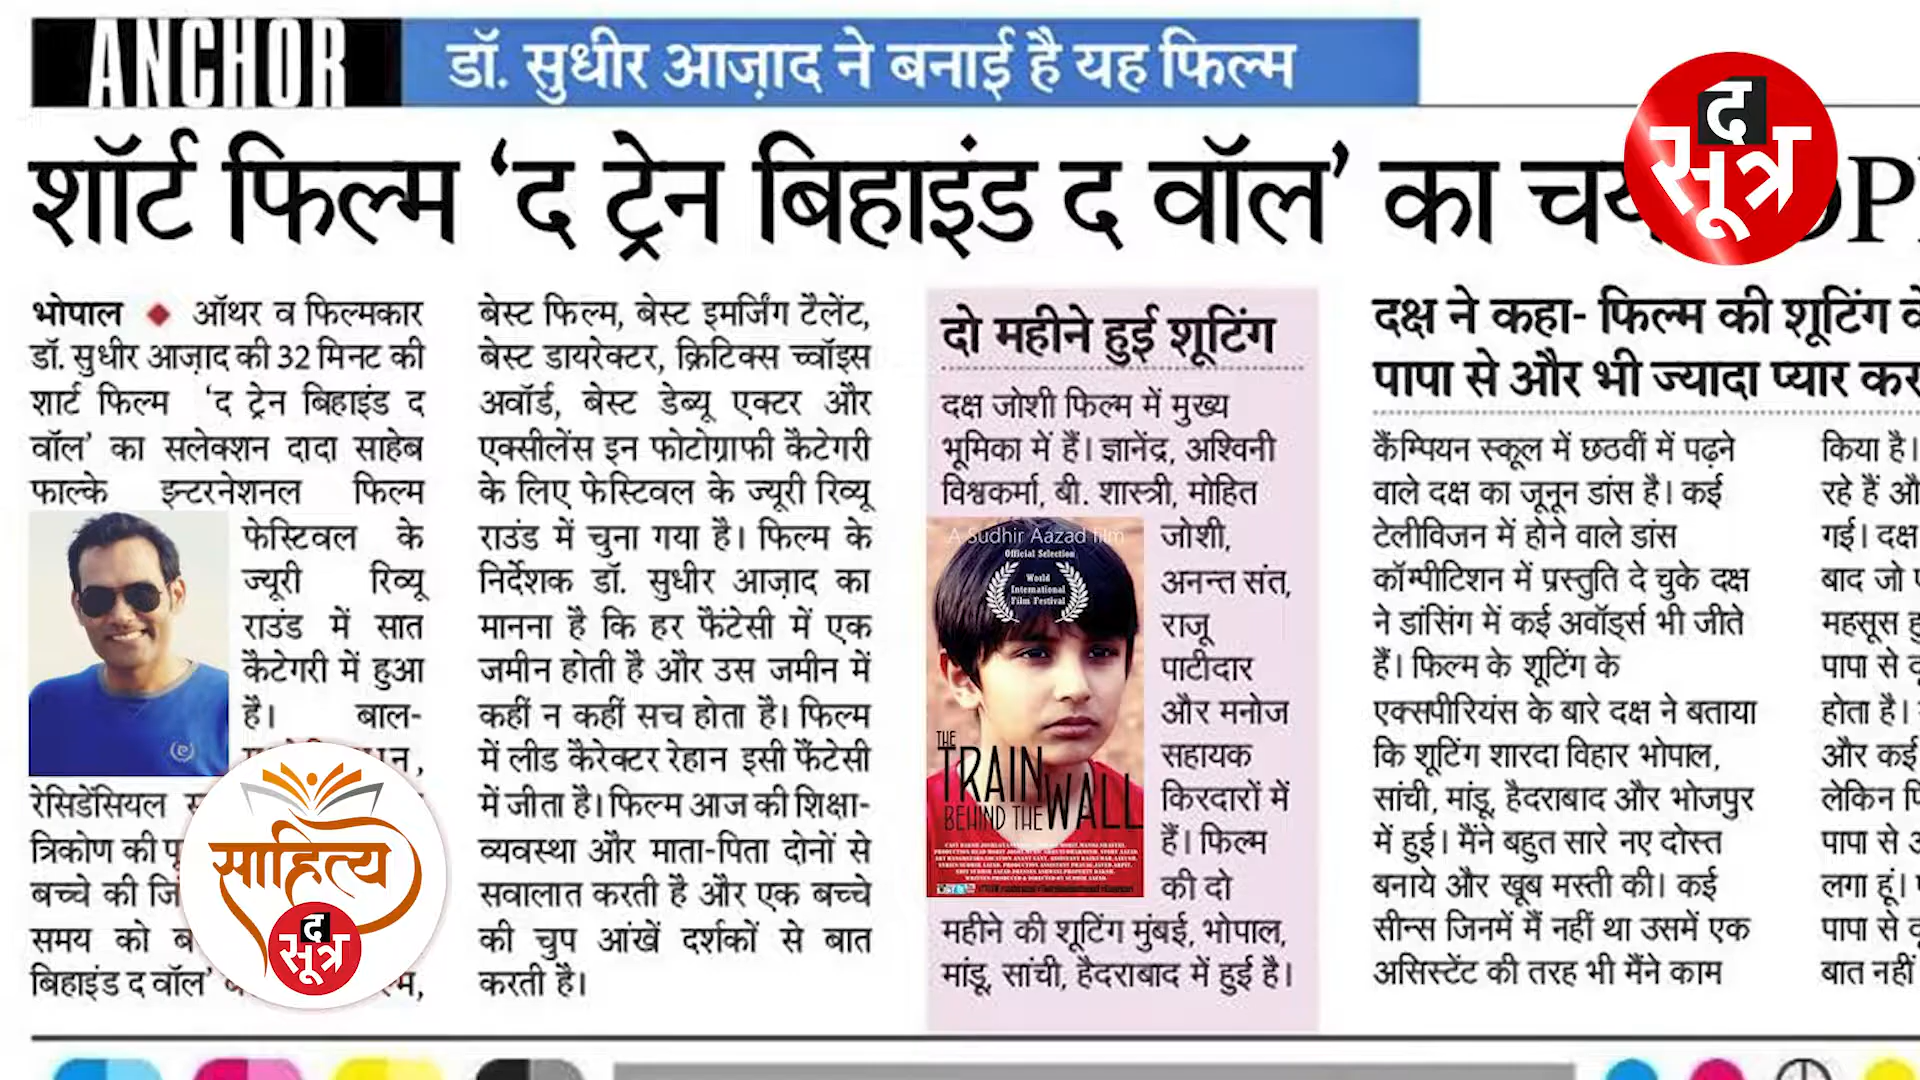 ANCHOR
डॉ. सुधीर आज़ाद ने बनाई है यह फिल्म
शॉर्ट फिल्म ‘द ट्रेन बिहाइंड द वॉल’ का
द
सूत्र
भोपाल ◆ ऑथर व फिल्मकार
डॉ. सुधीर आज़ाद की 32 मिनट की
शार्ट फिल्म ‘द ट्रेन बिहाइंड द
वॉल’ का सलेक्शन दादा साहेब
फाल्के इन्टरनेशनल फिल्म
फेस्टिवल के
ज्यूरी रिव्यू
राउंड में सात
कैटेगरी में हुआ
है। बाल-
रेसिडेंसियल
त्रिकोण की
बच्चे की
समय को
बिहाइंड द वॉल’
साहित्य
द
सूत्र
बेस्ट फिल्म, बेस्ट इमर्जिंग टैलेंट,
बेस्ट डायरेक्टर, क्रिटिक्स च्वॉइस
अवॉर्ड, बेस्ट डेब्यू एक्टर और
एक्सीलेंस इन फोटोग्राफी कैटेगरी
के लिए फेस्टिवल के ज्यूरी रिव्यू
राउंड में चुना गया है। फिल्म के
निर्देशक डॉ. सुधीर आज़ाद का
मानना है कि हर फैंटेसी में एक
जमीन होती है और उस जमीन में
कहीं न कहीं सच होता है। फिल्म
में लीड कैरेक्टर रेहान इसी फैंटेसी
में जीता है। फिल्म आज की शिक्षा-
व्यवस्था और माता-पिता दोनों से
सवालात करती है और एक बच्चे
की चुप आंखें दर्शकों से बात
करती है।
दो महीने हुई शूटिंग
दक्ष जोशी फिल्म में मुख्य
भूमिका में हैं। ज्ञानेंद्र, अश्विनी
विश्वकर्मा, बी. शास्त्री, मोहित
जोशी,
अनन्त संत,
राजू
पाटीदार
और मनोज
सहायक
किरदारों में
हैं। फिल्म
की दो
महीने की शूटिंग मुंबई, भोपाल,
मांडू, सांची, हैदराबाद में हुई है।
A Sudhir Aazad film
Official Selection
World
International
Film Festival
THE
TRAIN
BEHIND THE WALL
दक्ष ने कहा- फिल्म की शूटिंग
पापा से और भी ज्यादा प्यार
कैंम्पियन स्कूल में छठवीं में पढ़ने
वाले दक्ष का जूनून डांस है। कई
टेलीविजन में होने वाले डांस
कॉम्पीटिशन में प्रस्तुति दे चुके दक्ष
ने डांसिंग में कई अवॉर्ड्स भी जीते
हैं। फिल्म के शूटिंग के
एक्सपीरियंस के बारे दक्ष ने बताया
कि शूटिंग शारदा विहार भोपाल,
सांची, मांडू, हैदराबाद और भोजपुर
में हुई। मैंने बहुत सारे नए दोस्त
बनाये और खूब मस्ती की। कई
सीन्स जिनमें मैं नहीं था उसमें एक
असिस्टेंट की तरह भी मैंने काम
किया है।
रहे हैं
गई। दक्ष
बाद जो
महसूस
पापा से
होता है।
और कई
लेकिन
पापा से
लगा हूं।
पापा से
बात नहीं